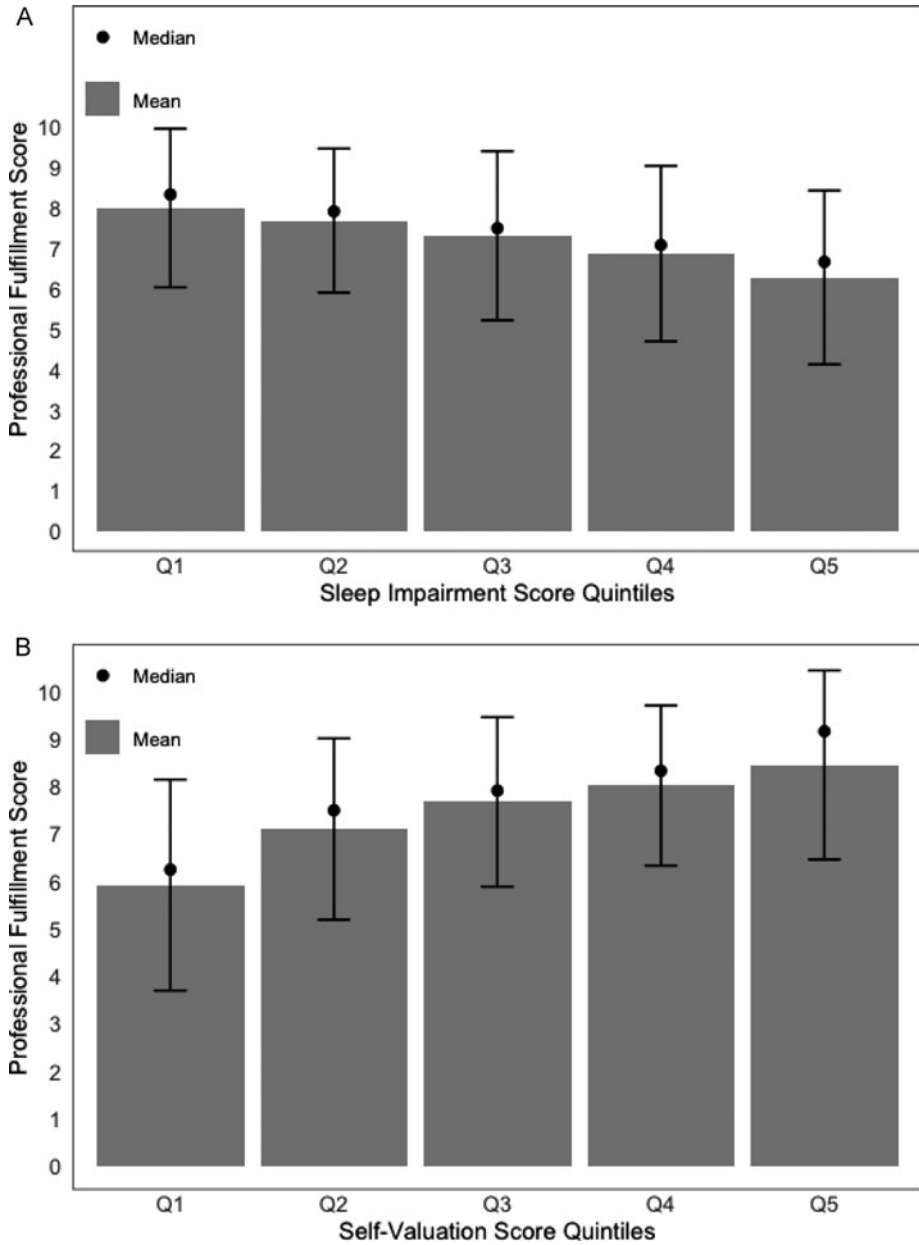 A
Median
Mean
10
9
8
7
6
5
4
3
2
1
0
Professional Fulfillment Score
Q1 Q2 Q3 Q4 Q5
Sleep Impairment Score Quintiles
B
Median
Mean
10
9
8
7
6
5
4
3
2
1
0
Professional Fulfillment Score
Q1 Q2 Q3 Q4 Q5
Self-Valuation Score Quintiles